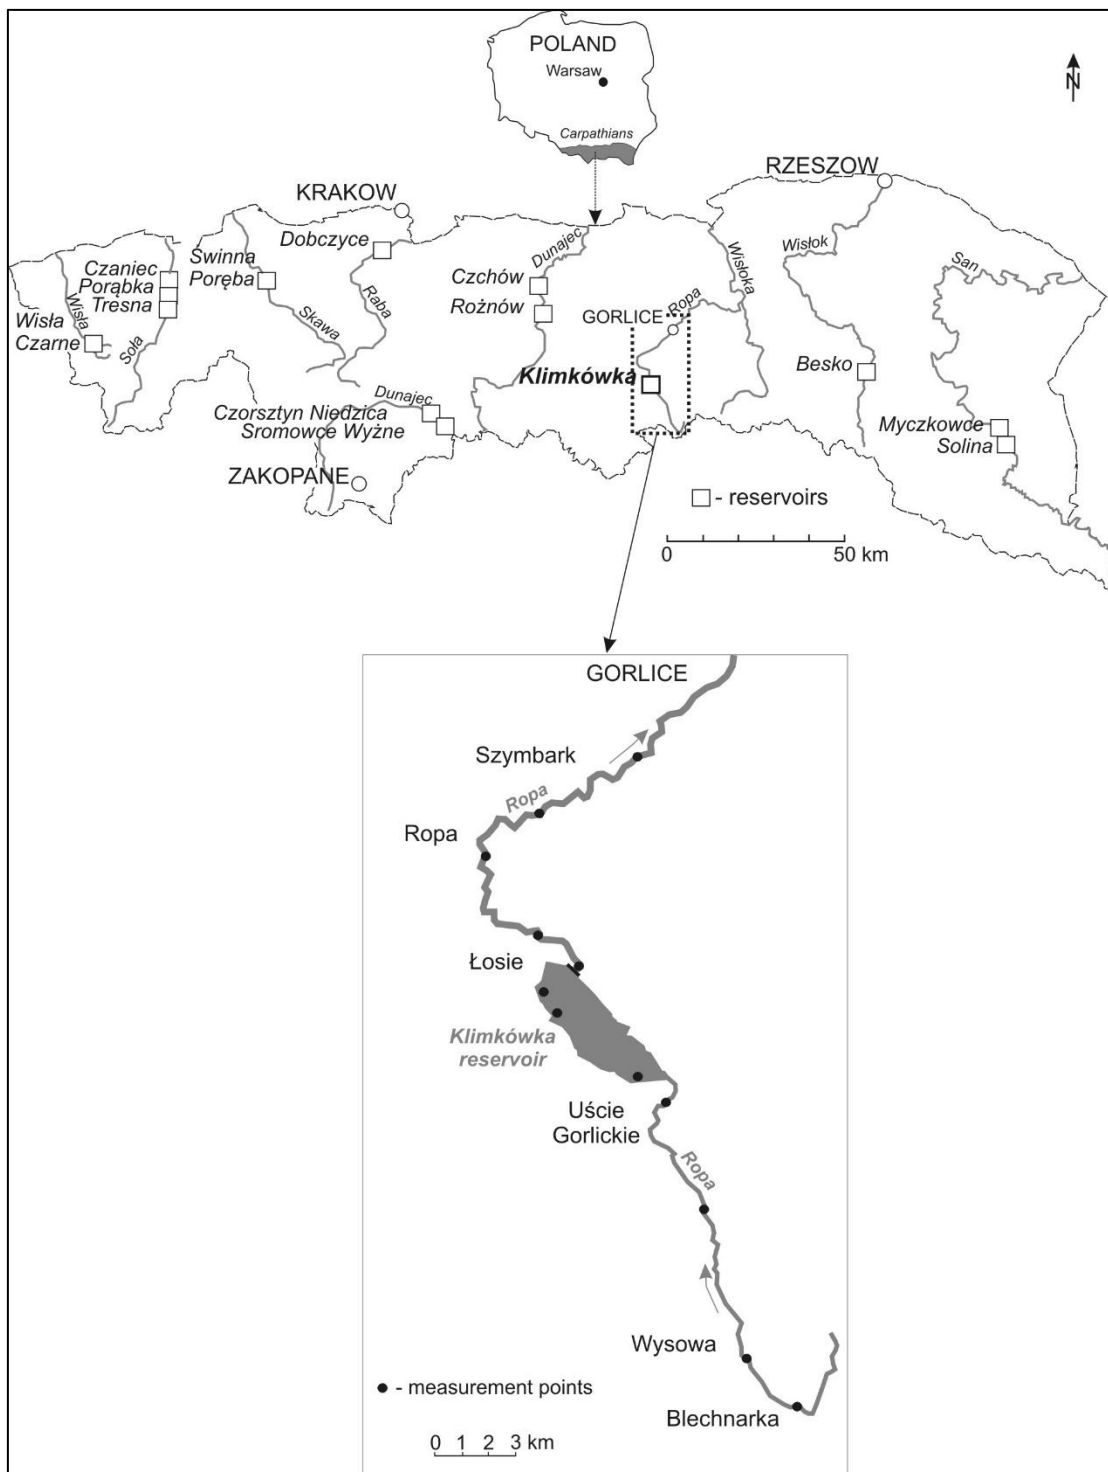 POLAND
Warsaw
Carpathians
N
RZESZOW
KRAKOW
Dobczyce
Dunajec
Wisłoka
Wisłok
San
Czaniec
Porąbka
Tresna
Świnna
Poręba
Czchów
Rożnów
Ropa
GORLICE
Wisła
Wisła
Czarne
Soła
Skawa
Raba
Klimkówka
Besko
Dunajec
Czorsztyn Niedzica
Sromowce Wyżne
Myczkowce
Solina
ZAKOPANE
- reservoirs
0 50 km
GORLICE
Szymbark
Ropa
Ropa
Łosie
Klimkówka
reservoir
Uście
Gorlickie
Ropa
Wysowa
- measurement points
Blechnarka
0 1 2 3 km